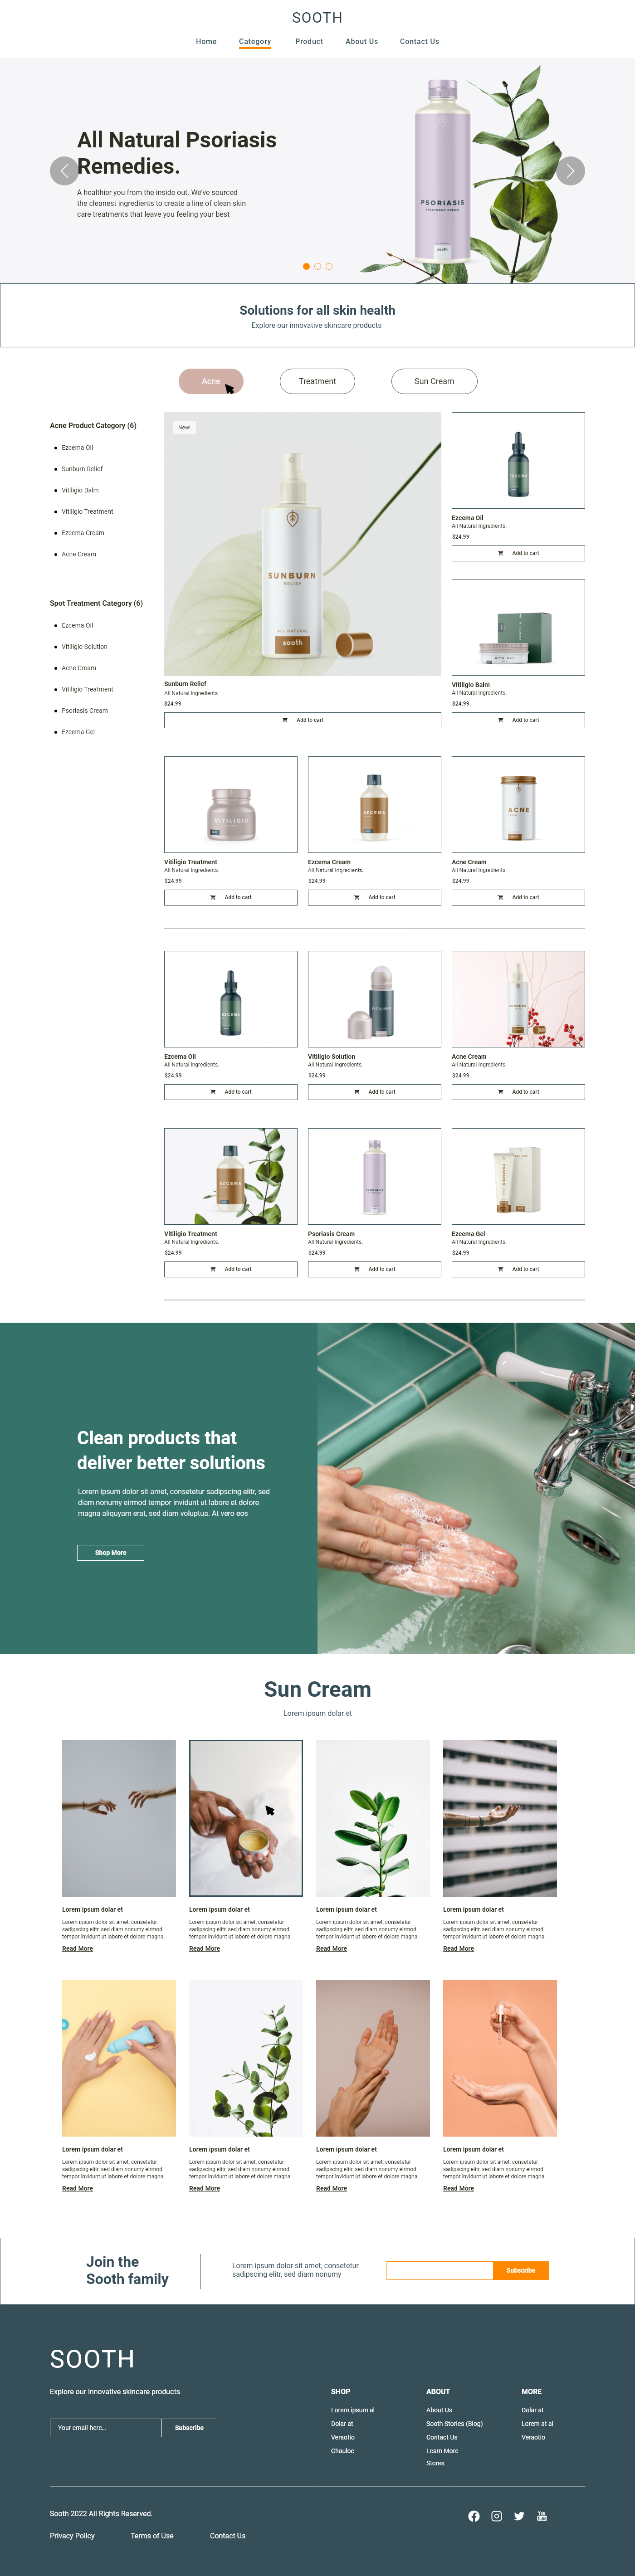 SOOTH
Home Category Product About Us Contact Us
All Natural Psoriasis
Remedies.
A healthier you from the inside out. We've sourced
the cleanest ingredients to create a line of clean skin
care treatments that leave you feeling your best
PSORIASIS
TREATMENT CREAM
sooth
Solutions for all skin health
Explore our innovative skincare products
Acne Treatment Sun Cream
Acne Product Category (6)
Ezcema Oil
Sunburn Relief
Vitiligio Balm
Vitiligio Treatment
Ezcema Cream
Acne Cream
Spot Treatment Category (6)
Ezcema Oil
Vitiligio Solution
Acne Cream
Vitiligio Treatment
Psoriasis Cream
Ezcema Gel
New!
SUNBURN
RELIEF
ALL NATURAL
sooth
Sunburn Relief
All Natural Ingredients.
$24.99
Add to cart
EZCEMA
Ezcema Oil
All Natural Ingredients.
$24.99
Add to cart
Vitiligio Balm
All Natural Ingredients.
$24.99
Add to cart
VITILIGIO
Vitiligio Treatment
All Natural Ingredients.
$24.99
Add to cart
EZCEMA
Ezcema Cream
All Natural Ingredients.
$24.99
Add to cart
ACNE
Acne Cream
All Natural Ingredients.
$24.99
Add to cart
EZCEMA
Ezcema Oil
All Natural Ingredients.
$24.99
Add to cart
Vitiligio Solution
All Natural Ingredients.
$24.99
Add to cart
SUNBURN
Acne Cream
All Natural Ingredients.
$24.99
Add to cart
EZCEMA
Vitiligio Treatment
All Natural Ingredients.
$24.99
Add to cart
PSORIASIS
Psoriasis Cream
All Natural Ingredients.
$24.99
Add to cart
Ezcema Gel
All Natural Ingredients.
$24.99
Add to cart
Clean products that
deliver better solutions
Lorem ipsum dolor sit amet, consetetur sadipscing elitr, sed
diam nonumy eirmod tempor invidunt ut labore et dolore
magna aliquyam erat, sed diam voluptua. At vero eos
Shop More
Sun Cream
Lorem ipsum dolar et
Lorem ipsum dolar et
Lorem ipsum dolor sit amet, consetetur
sadipscing elitr, sed diam nonumy eirmod
tempor invidunt ut labore et dolore magna.
Read More
Lorem ipsum dolar et
Lorem ipsum dolor sit amet, consetetur
sadipscing elitr, sed diam nonumy eirmod
tempor invidunt ut labore et dolore magna.
Read More
Lorem ipsum dolar et
Lorem ipsum dolor sit amet, consetetur
sadipscing elitr, sed diam nonumy eirmod
tempor invidunt ut labore et dolore magna.
Read More
Lorem ipsum dolar et
Lorem ipsum dolor sit amet, consetetur
sadipscing elitr, sed diam nonumy eirmod
tempor invidunt ut labore et dolore magna.
Read More
Lorem ipsum dolar et
Lorem ipsum dolor sit amet, consetetur
sadipscing elitr, sed diam nonumy eirmod
tempor invidunt ut labore et dolore magna.
Read More
Lorem ipsum dolar et
Lorem ipsum dolor sit amet, consetetur
sadipscing elitr, sed diam nonumy eirmod
tempor invidunt ut labore et dolore magna.
Read More
Lorem ipsum dolar et
Lorem ipsum dolor sit amet, consetetur
sadipscing elitr, sed diam nonumy eirmod
tempor invidunt ut labore et dolore magna.
Read More
Lorem ipsum dolar et
Lorem ipsum dolor sit amet, consetetur
sadipscing elitr, sed diam nonumy eirmod
tempor invidunt ut labore et dolore magna.
Read More
Join the
Sooth family
Lorem ipsum dolor sit amet, consetetur
sadipscing elitr, sed diam nonumy
Subscribe
SOOTH
Explore our innovative skincare products
Your email here...
Subscribe
SHOP
Lorem ipsum al
Dolar at
Veraotio
Chauloe
ABOUT
About Us
Sooth Stories (Blog)
Contact Us
Learn More
Stores
MORE
Dolar at
Lorem at al
Veraotio
Sooth 2022 All Rights Reserved.
You
Tube
Privacy Policy Terms of Use Contact Us